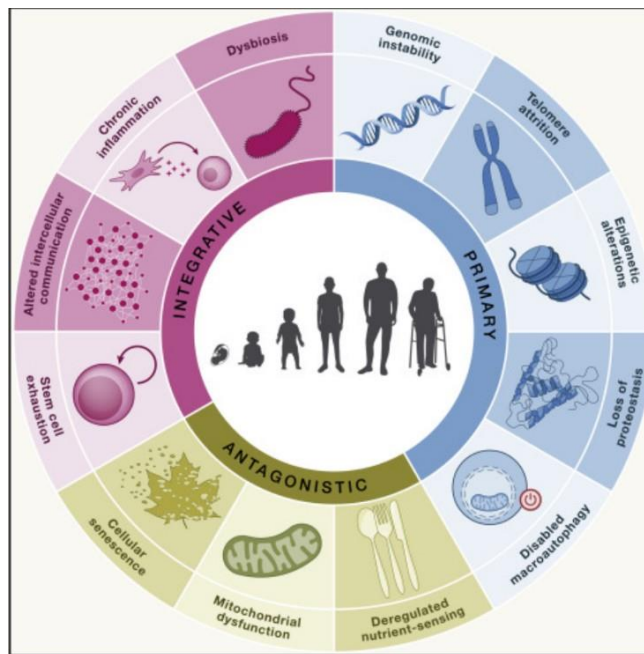 Dysbiosis
Genomic
instability
Telomere
attrition
Epigenetic
alterations
Loss of
proteostasis
Disabled
macroautophagy
Deregulated
nutrient-sensing
Mitochondrial
dysfunction
Cellular
senescence
Stem cell
exhaustion
Altered intercellular
communication
Chronic
inflammation
INTEGRATIVE
PRIMARY
ANTAGONISTIC